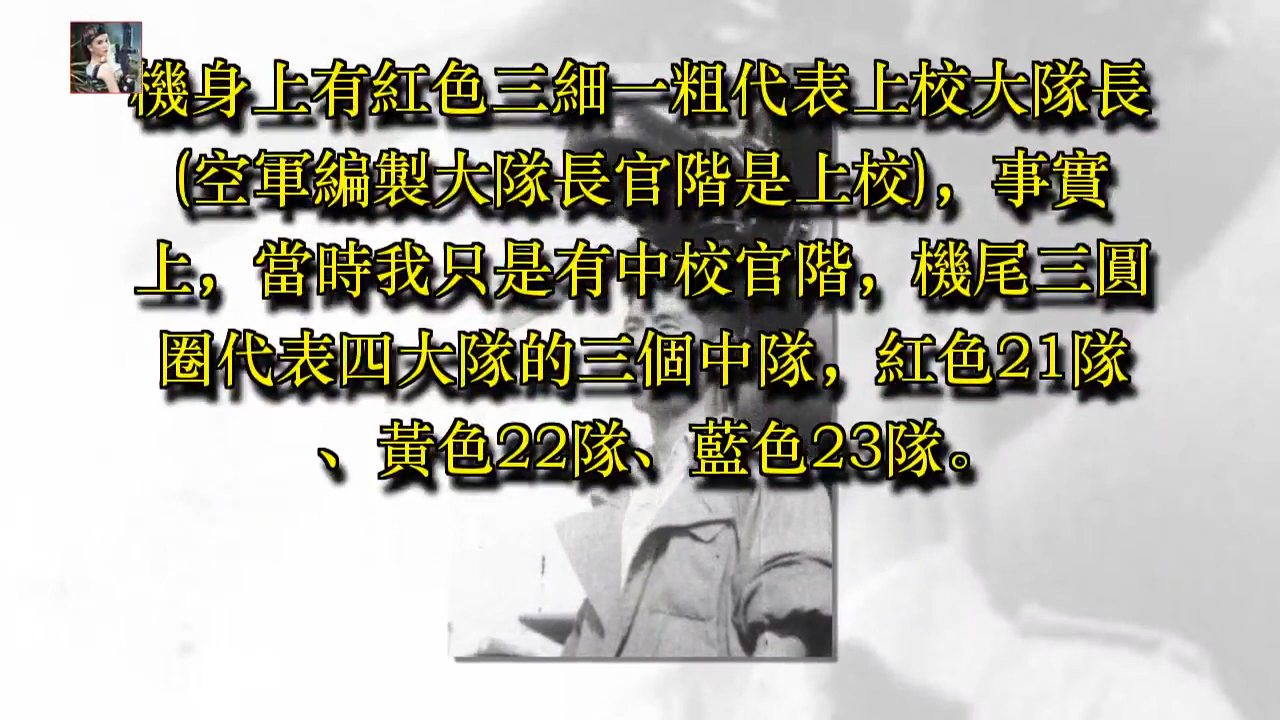 機身上有紅色三細一粗代表上校大隊長
(空軍編製大隊長官階是上校)，事實
上，當時我只是有中校官階，機尾三圓
圈代表四大隊的三個中隊，紅色21隊
、黃色22隊、藍色23隊。